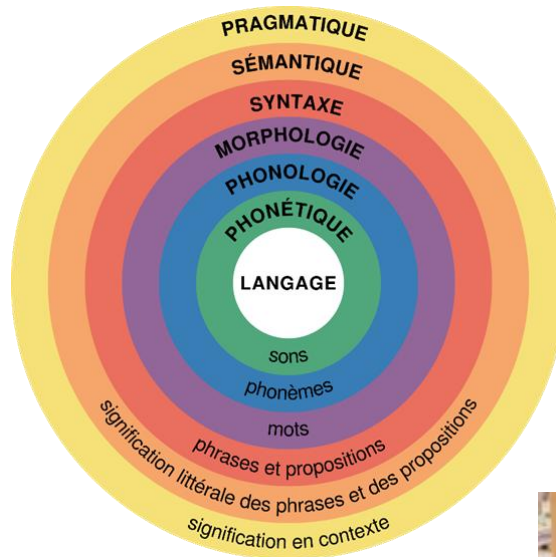 PRAGMATIQUE
SÉMANTIQUE
SYNTAXE
MORPHOLOGIE
PHONOLOGIE
PHONÉTIQUE
LANGAGE
sons
phonèmes
mots
phrases et propositions
signification littérale des phrases et des propositions
signification en contexte